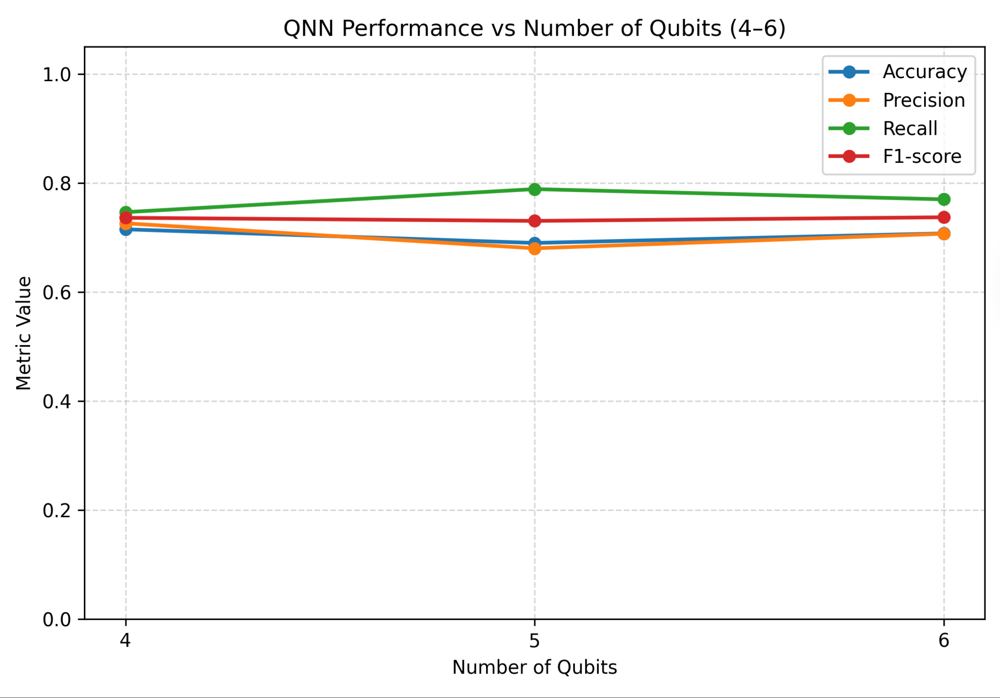 QNN Performance vs Number of Qubits (4–6)
1.0
0.8
0.6
0.4
0.2
0.0
Metric Value
Accuracy
Precision
Recall
F1-score
4
5
6
Number of Qubits